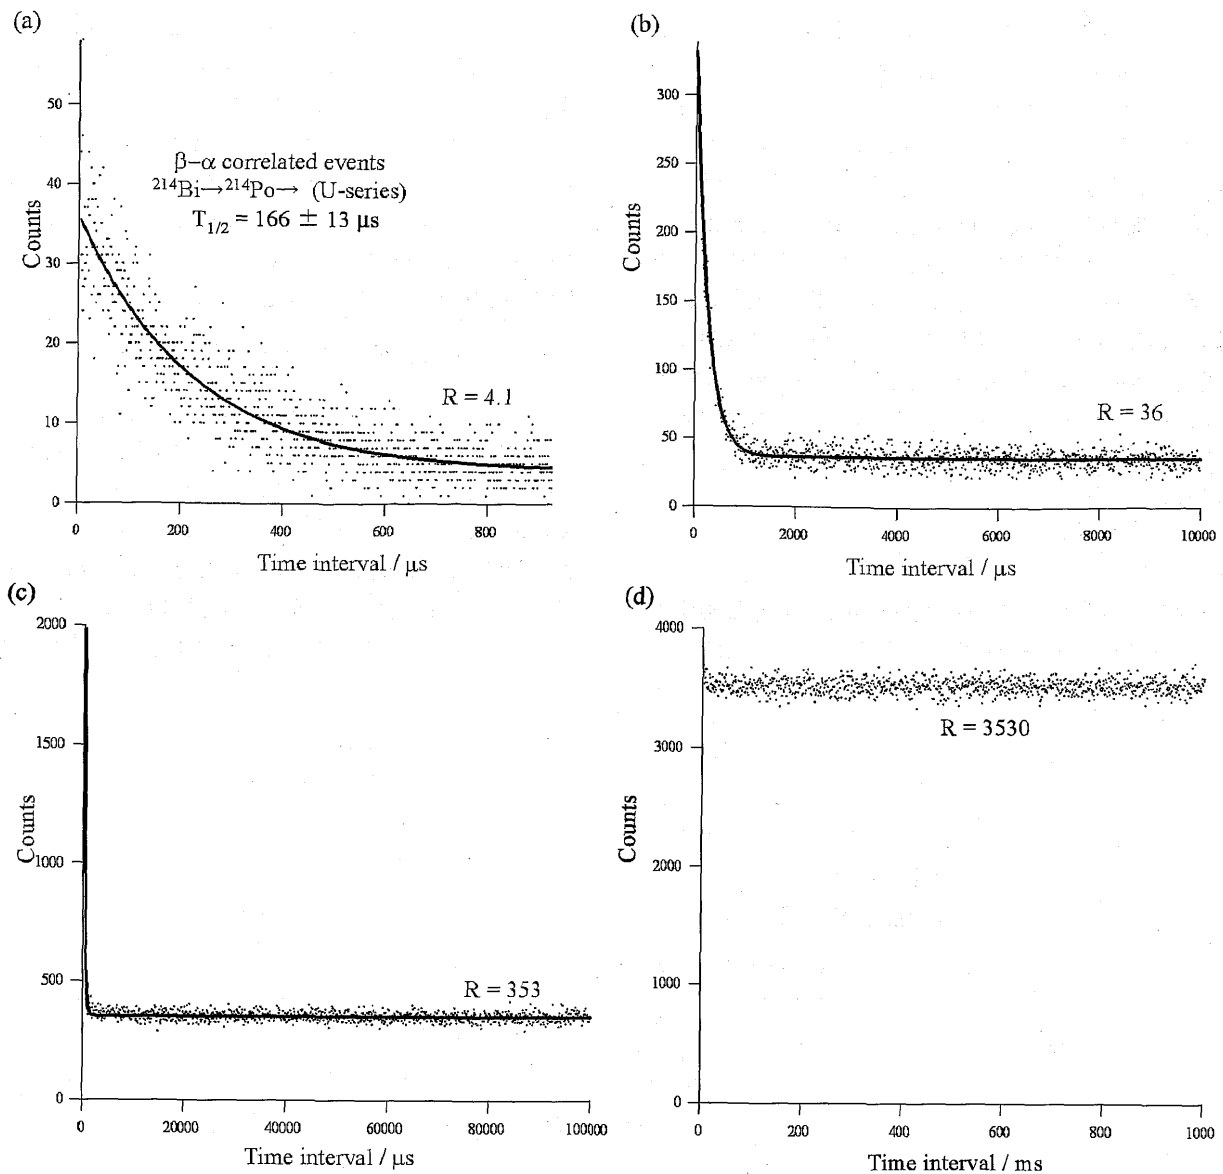 (a)
50
40
30
20
10
0
Counts
β−α correlated events
²¹⁴Bi→²¹⁴Po→ (U-series)
T₁/₂ = 166 ± 13 μs
R = 4.1
0 200 400 600 800
Time interval / μs
(b)
300
250
200
150
100
50
0
Counts
R = 36
0 2000 4000 6000 8000 10000
Time interval / μs
(c)
2000
1500
1000
500
0
Counts
R = 353
0 20000 40000 60000 80000 100000
Time interval / μs
(d)
4000
3000
2000
1000
0
Counts
R = 3530
0 200 400 600 800 1000
Time interval / ms